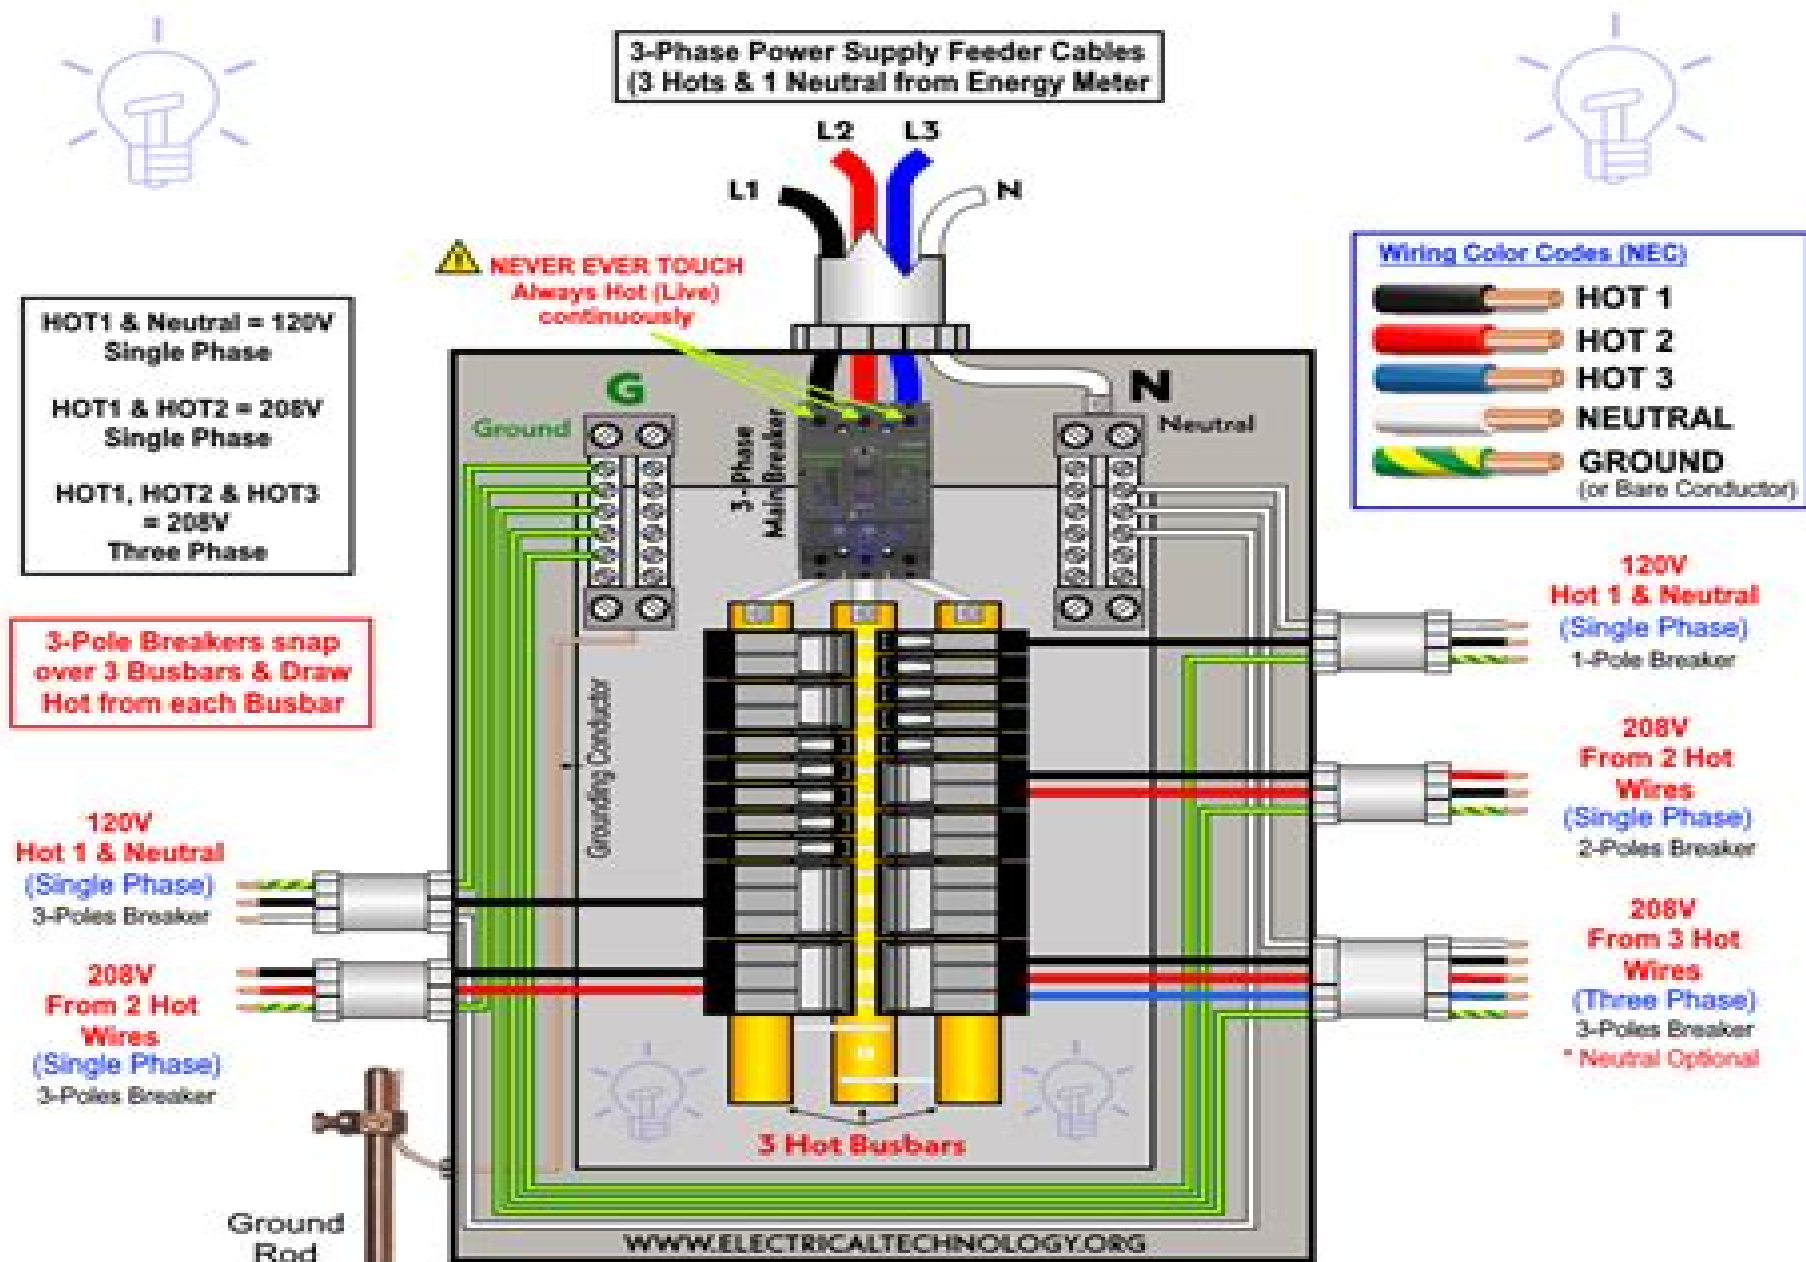 3-Phase Power Supply Feeder Cables
(3 Hots & 1 Neutral from Energy Meter
L2
L3
L1
N
NEVER EVER TOUCH
Always Hot (Live)
continuously
HOT1 & Neutral = 120V
Single Phase
HOT1 & HOT2 = 208V
Single Phase
HOT1, HOT2 & HOT3
= 208V
Three Phase
3-Pole Breakers snap
over 3 Busbars & Draw
Hot from each Busbar
Wiring Color Codes (NEC)
HOT 1
HOT 2
HOT 3
NEUTRAL
GROUND
(or Bare Conductor)
G
Ground
3-Phase
Main Breaker
N
Neutral
Grounding Conductor
120V
Hot 1 & Neutral
(Single Phase)
1-Pole Breaker
208V
From 2 Hot
Wires
(Single Phase)
2-Poles Breaker
208V
From 3 Hot
Wires
(Three Phase)
3-Poles Breaker
* Neutral Optional
120V
Hot 1 & Neutral
(Single Phase)
3-Poles Breaker
208V
From 2 Hot
Wires
(Single Phase)
3-Poles Breaker
3 Hot Busbars
Ground
Rod
WWW.ELECTRICALTECHNOLOGY.ORG